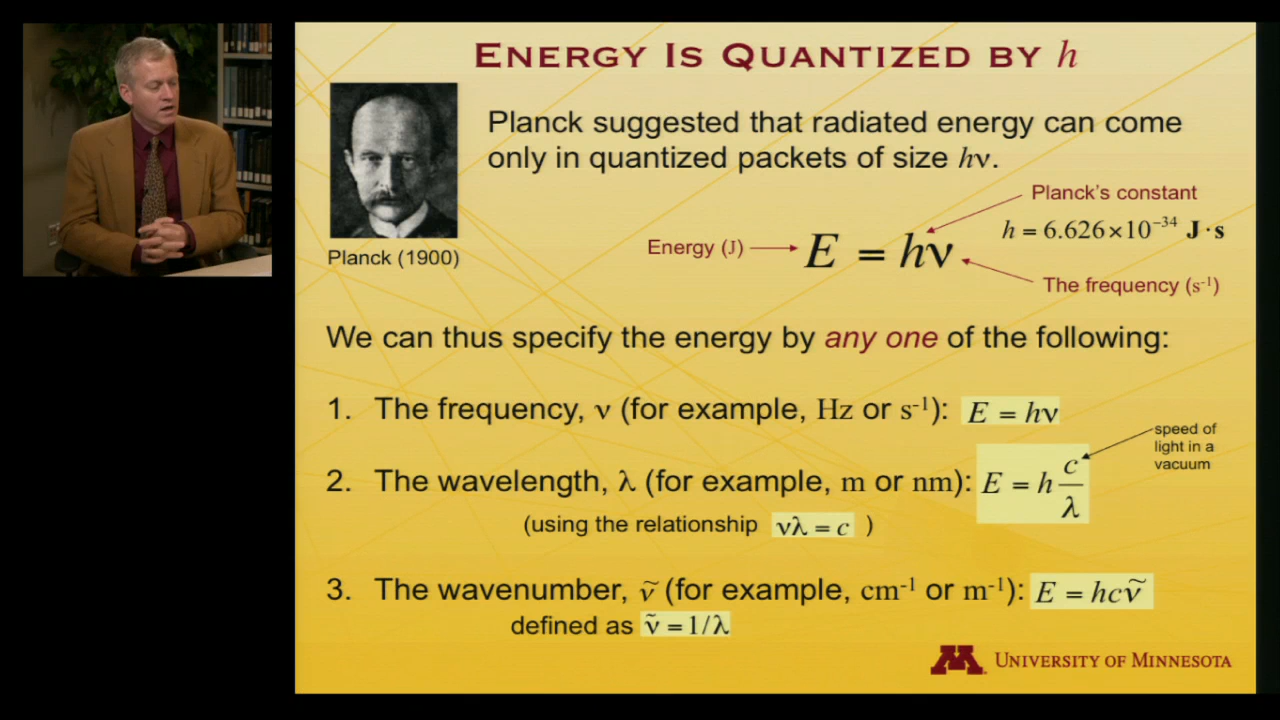 ENERGY IS QUANTIZED BY h
Planck suggested that radiated energy can come
only in quantized packets of size hν.
Planck (1900)
Energy (J)
E = hν
Planck's constant
h = 6.626×10⁻³⁴ J·s
The frequency (s⁻¹)
We can thus specify the energy by any one of the following:
1. The frequency, ν (for example, Hz or s⁻¹): E = hν
2. The wavelength, λ (for example, m or nm): E = h c/λ
speed of
light in a
vacuum
(using the relationship νλ = c )
3. The wavenumber, ν̃ (for example, cm⁻¹ or m⁻¹): E = hcν̃
defined as ν̃ = 1/λ
M UNIVERSITY OF MINNESOTA